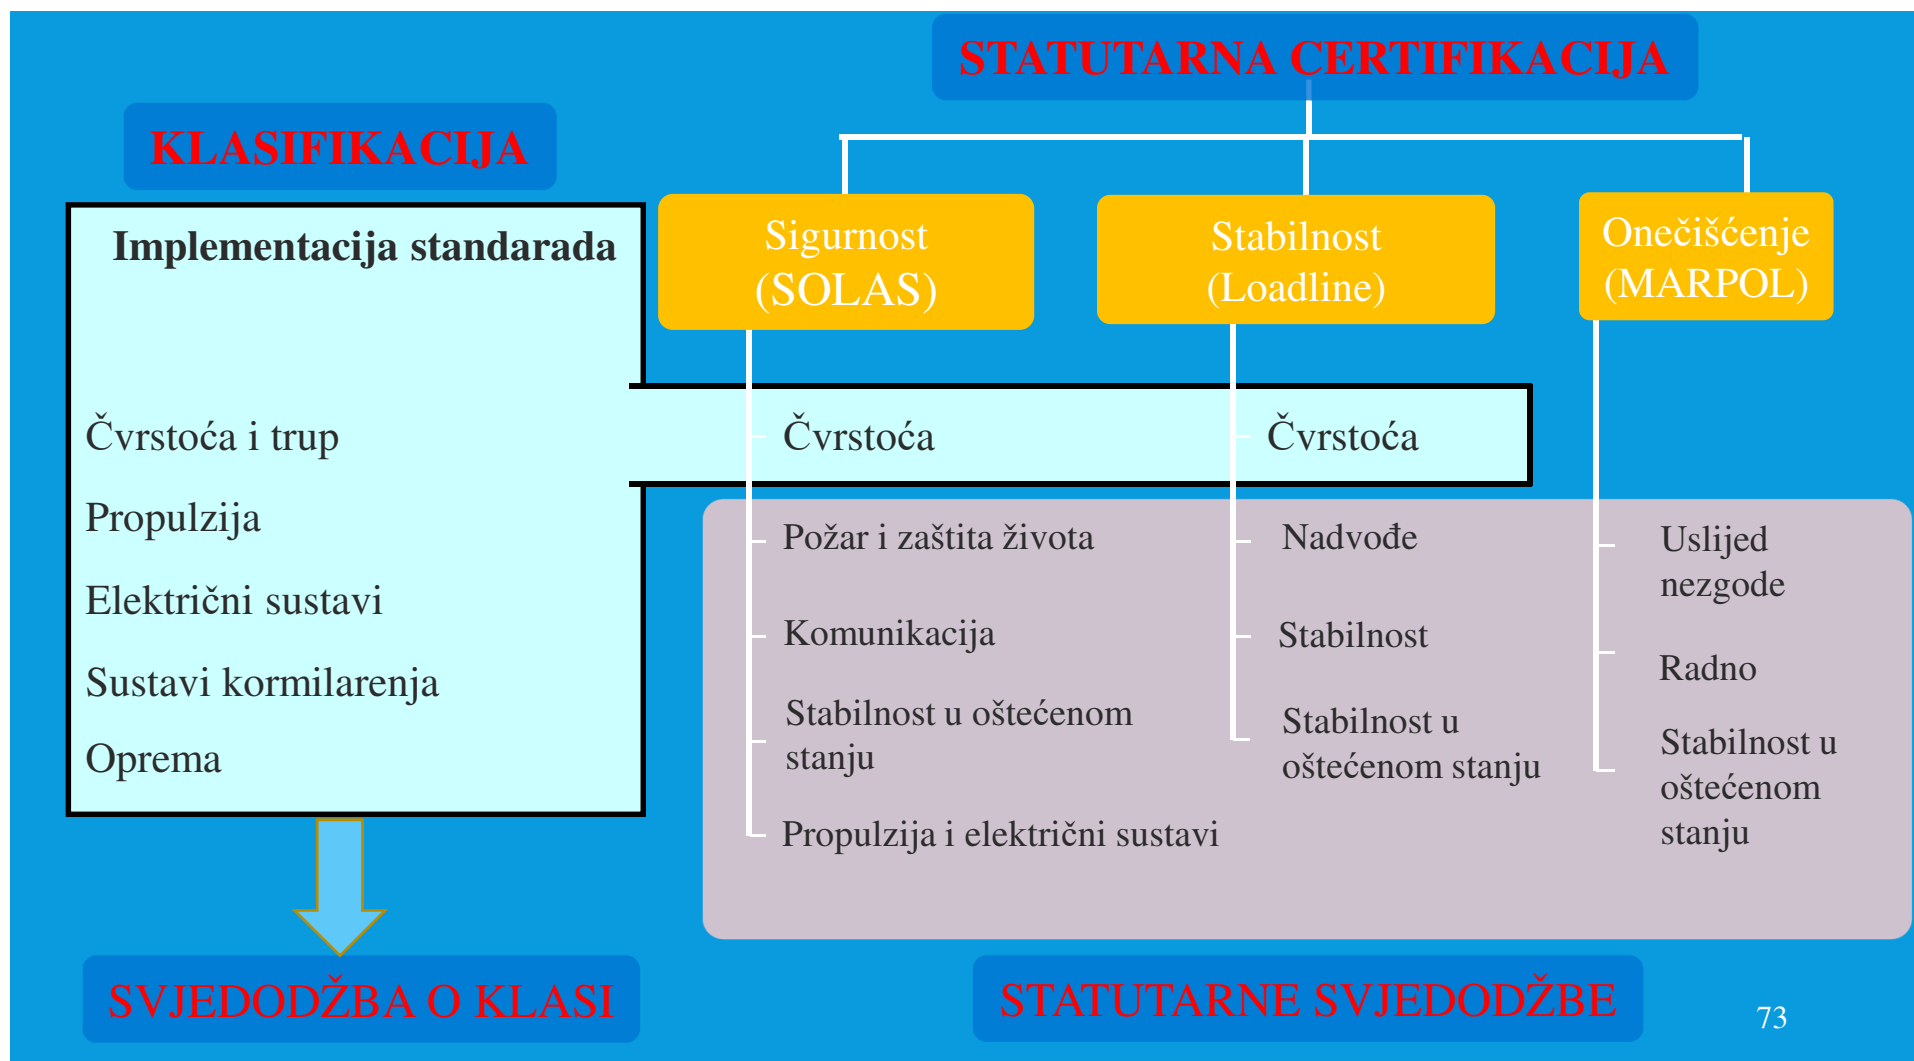 STATUTARNA CERTIFIKACIJA
KLASIFIKACIJA
Implementacija standarada
Čvrstoća i trup
Propulzija
Električni sustavi
Sustavi kormilarenja
Oprema
SVJEDODŽBA O KLASI
Sigurnost
(SOLAS)
Čvrstoća
Požar i zaštita života
Komunikacija
Stabilnost u oštećenom
stanju
Propulzija i električni sustavi
Stabilnost
(Loadline)
Čvrstoća
Nadvođe
Stabilnost
Stabilnost u
oštećenom stanju
Onečišćenje
(MARPOL)
Uslijed
nezgode
Radno
Stabilnost u
oštećenom
stanju
STATUTARNE SVJEDODŽBE
73